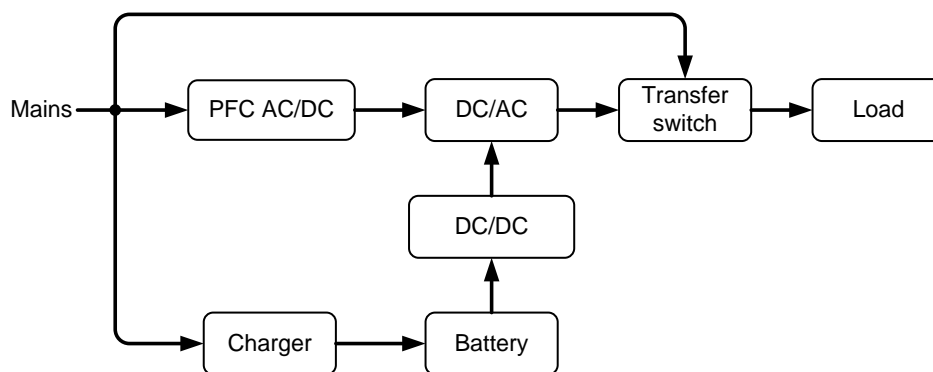 Mains
PFC AC/DC
DC/AC
Transfer
switch
Load
DC/DC
Charger
Battery